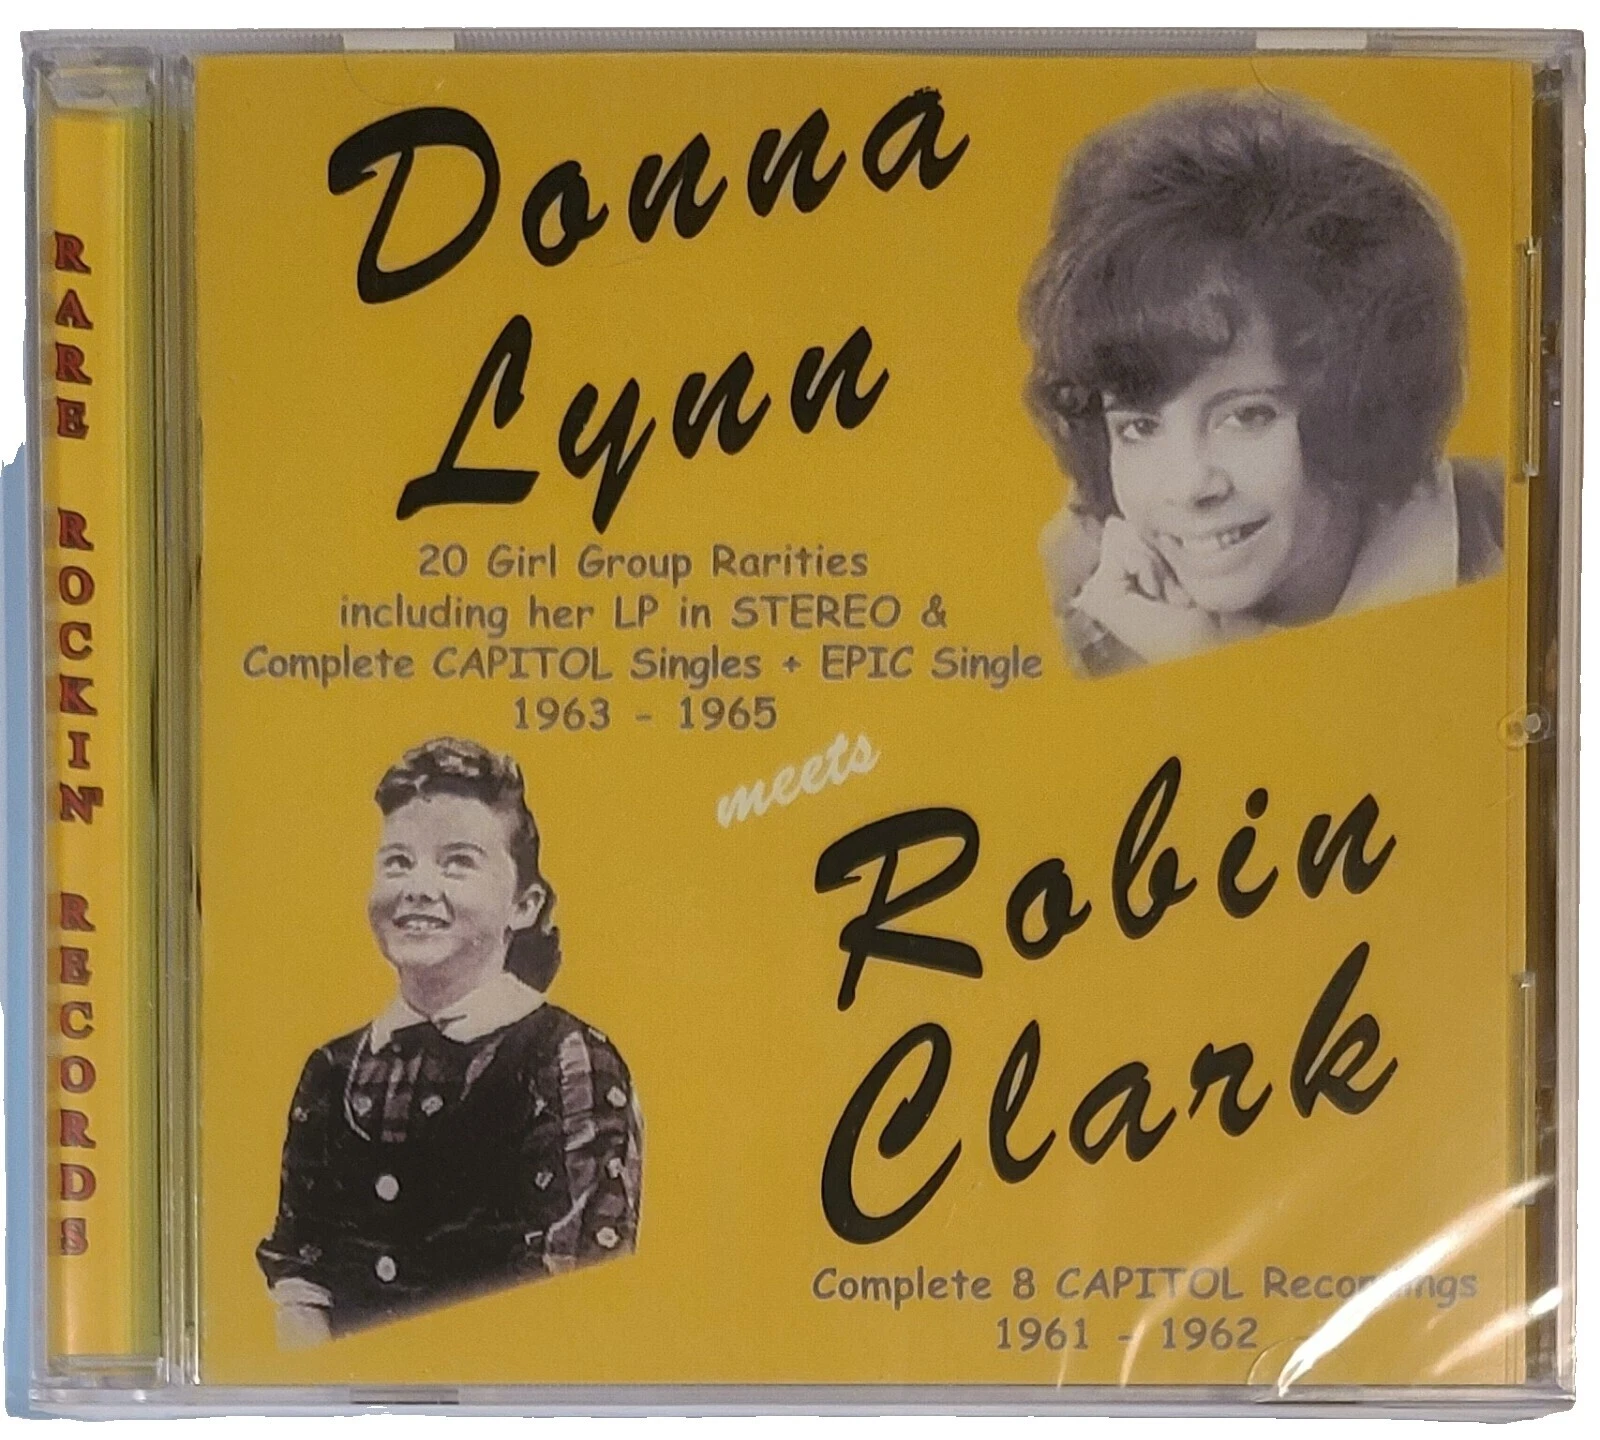 RARE ROCKIN' RECORDS
Donna
Lynn
20 Girl Group Rarities
including her LP in STEREO &
Complete CAPITOL Singles + EPIC Single
1963 - 1965
meets
Robin
Clark
Complete 8 CAPITOL Recordings
1961 - 1962